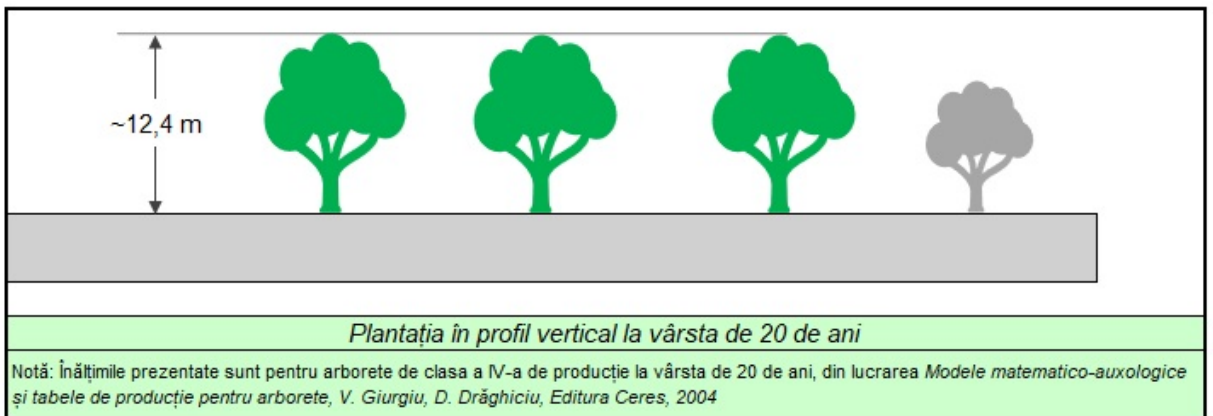 ~12,4 m
Plantația în profil vertical la vârsta de 20 de ani
Notă: Înălțimile prezentate sunt pentru arborete de clasa a IV-a de producție la vârsta de 20 de ani, din lucrarea Modele matematico-auxologice
și tabele de producție pentru arborete, V. Giurgiu, D. Drăghiciu, Editura Ceres, 2004